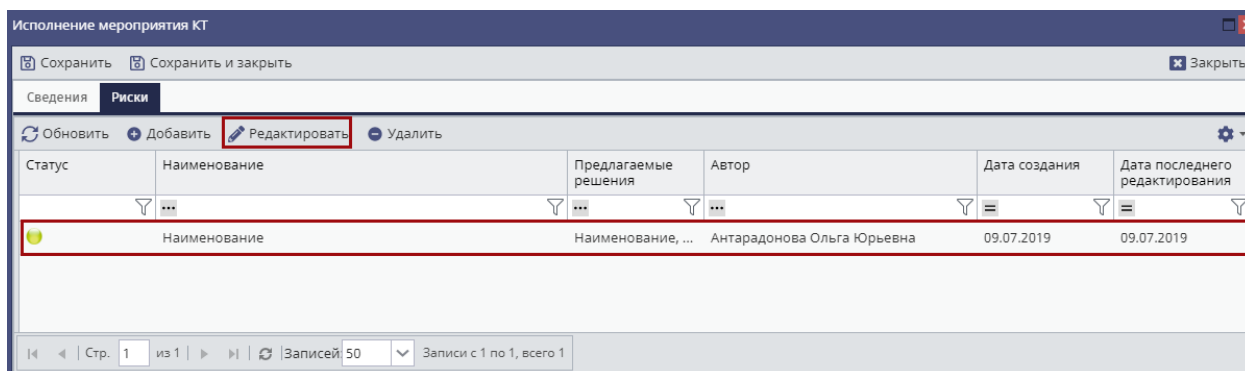 Исполнение мероприятия КТ
Сохранить Сохранить и закрыть Закрыть
Сведения Риски
Обновить Добавить Редактировать Удалить
Статус Наименование Предлагаемые решения Автор Дата создания Дата последнего редактирования
... ... ... = =
Наименование Наименование, ... Антарадонова Ольга Юрьевна 09.07.2019 09.07.2019
Стр. 1 из 1 Записей 50 Записи с 1 по 1, всего 1